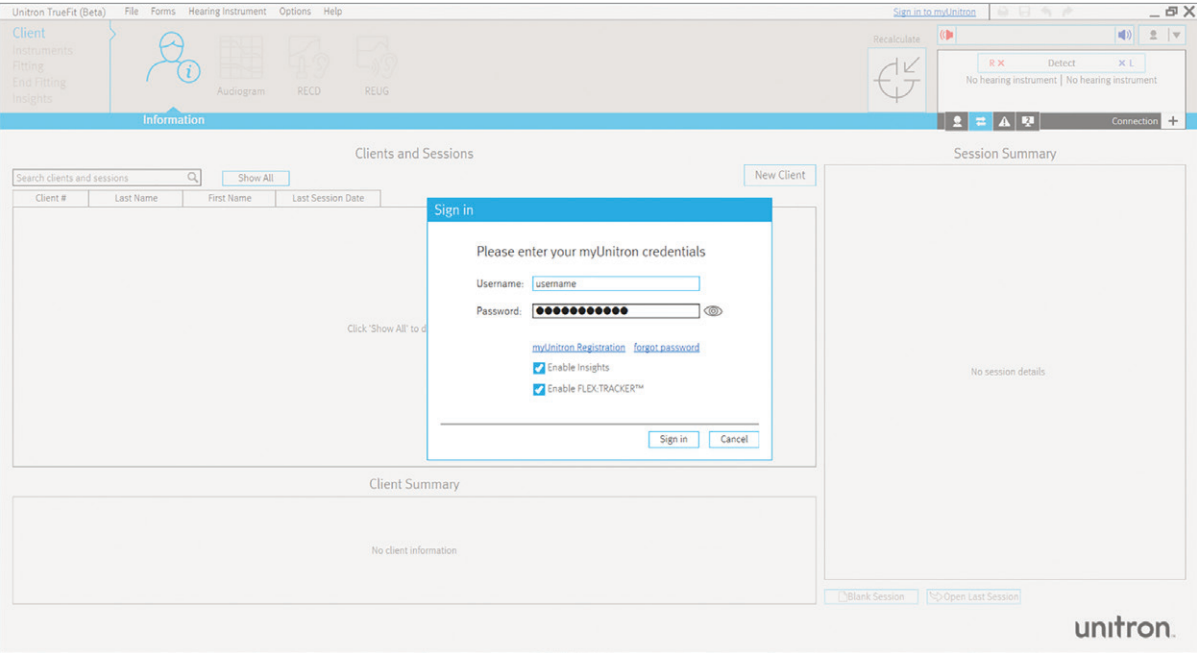 Unitron TrueFit (Beta) File Forms Hearing Instrument Options Help Sign in to myUnitron
Client
Instruments
Fitting
End Fitting
Insights
Audiogram RECD REUG
Information
Recalculate
R Detect L
No hearing instrument | No hearing instrument
Connection +
Clients and Sessions
Search clients and sessions Show All New Client
Client # Last Name First Name Last Session Date
Click 'Show All' to d
Session Summary
No session details
Sign in
Please enter your myUnitron credentials
Username: username
Password: ●●●●●●●●●●●
myUnitron Registration forgot password
Enable Insights
Enable FLEX:TRACKER™
Sign in Cancel
Client Summary
No client information
Blank Session Open Last Session
unitron™